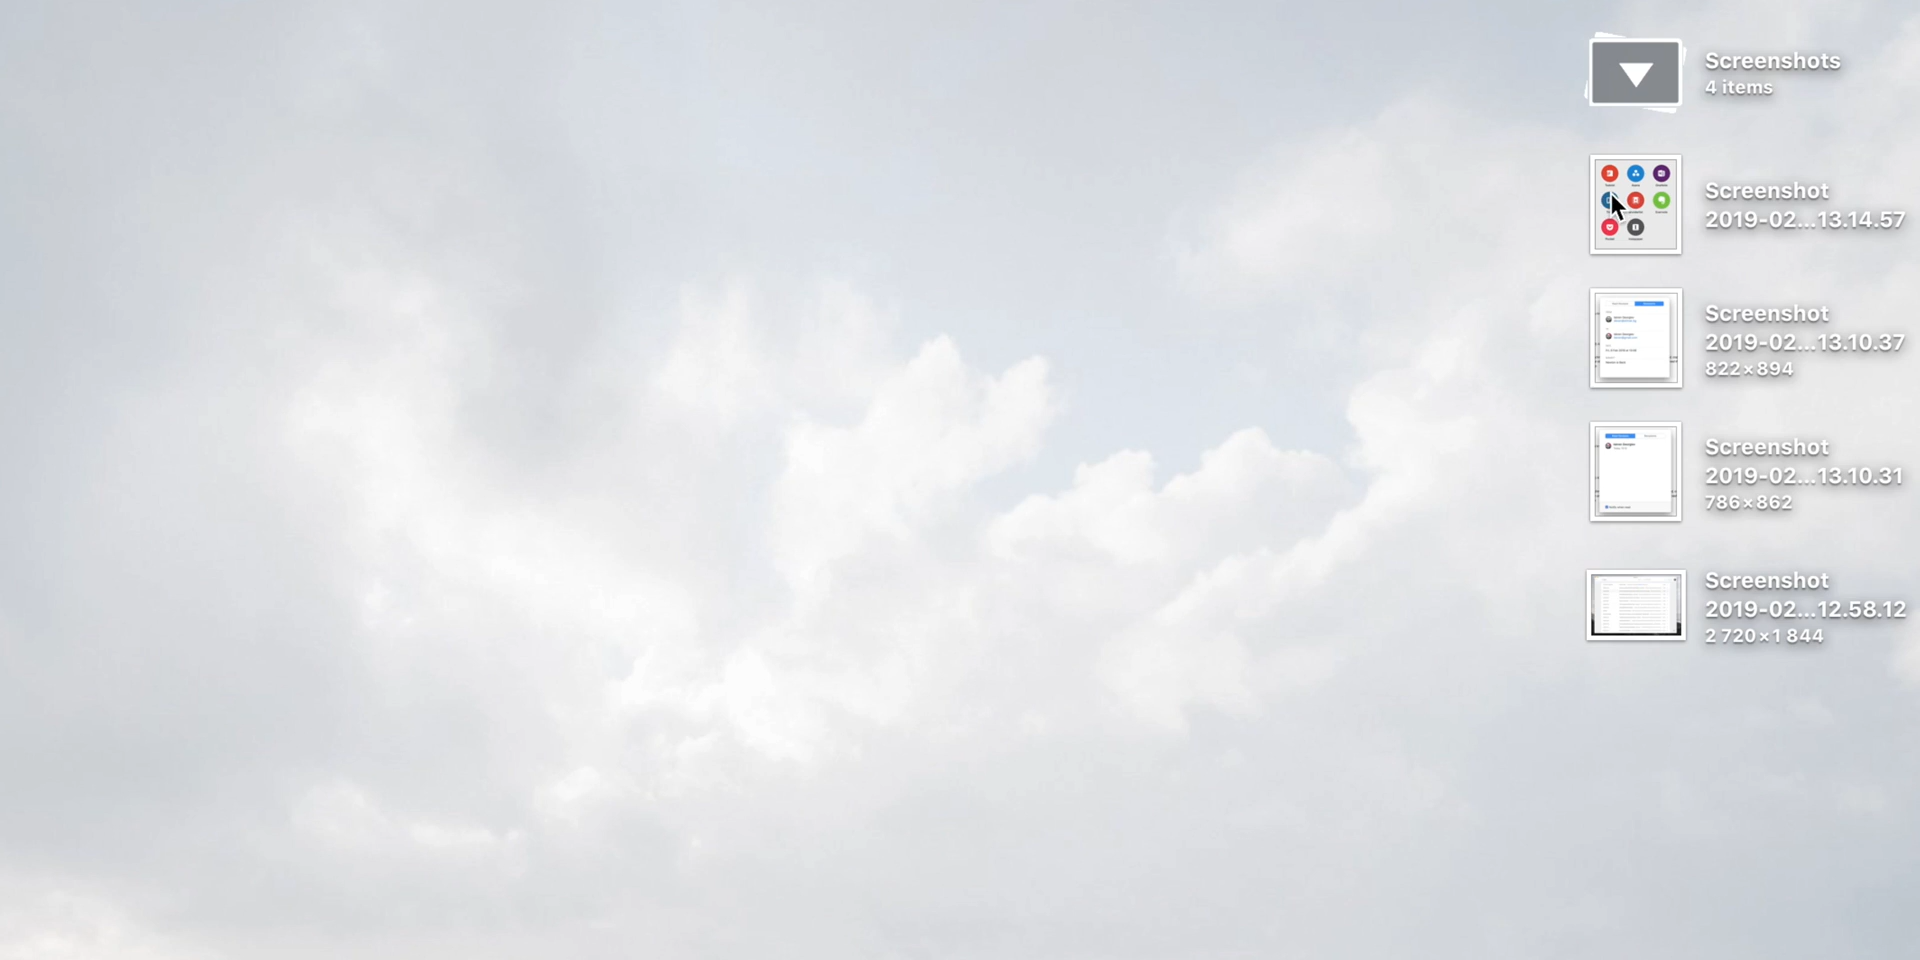 Screenshots
4 items
Screenshot
2019-02...13.14.57
Screenshot
2019-02...13.10.37
822×894
Screenshot
2019-02...13.10.31
786×862
Screenshot
2019-02...12.58.12
2 720×1 844